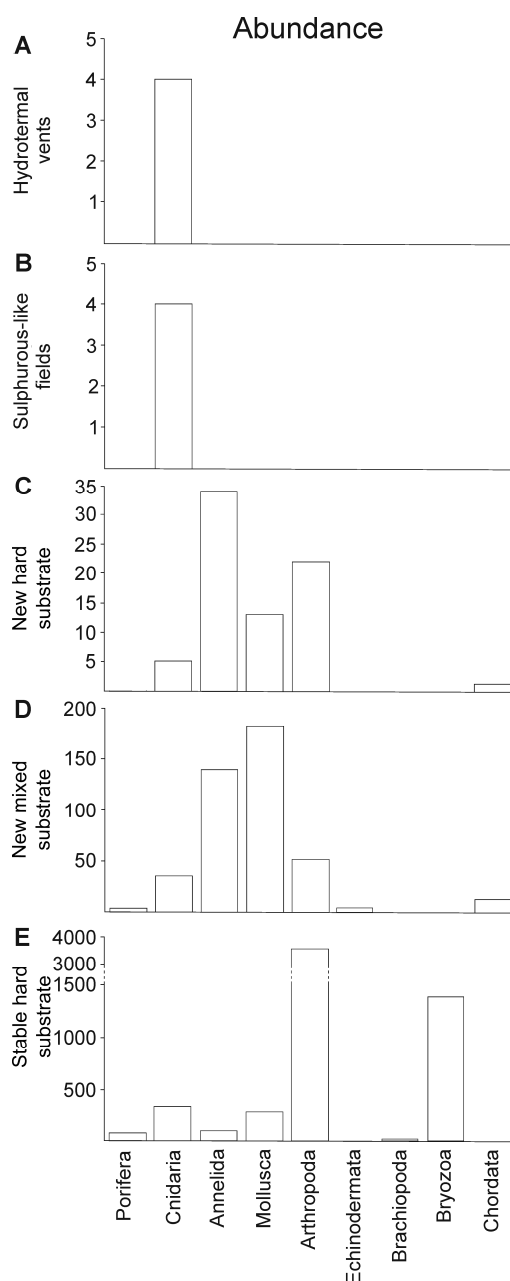 Abundance
A
Hydrotermal
vents
5
4
3
2
1
B
Sulphurous-like
fields
5
4
3
2
1
C
New hard
substrate
35
30
25
20
15
10
5
D
New mixed
substrate
200
150
100
50
E
Stable hard
substrate
4000
3000
1500
1000
500
Porifera
Cnidaria
Annelida
Mollusca
Arthropoda
Echinodermata
Brachiopoda
Bryozoa
Chordata